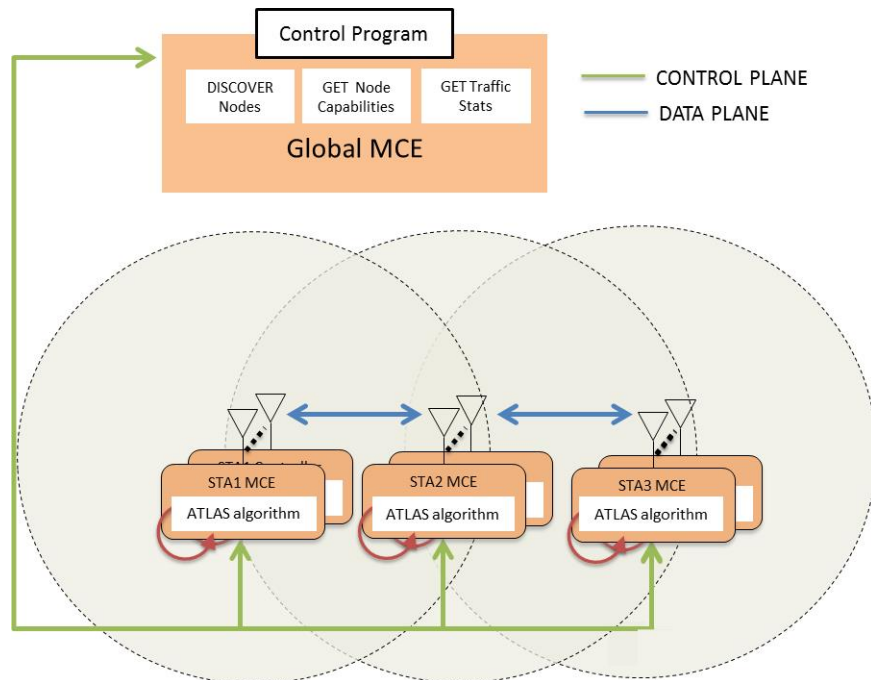 Control Program
DISCOVER
Nodes
GET Node
Capabilities
GET Traffic
Stats
Global MCE
CONTROL PLANE
DATA PLANE
STA1 MCE
ATLAS algorithm
STA2 MCE
ATLAS algorithm
STA3 MCE
ATLAS algorithm